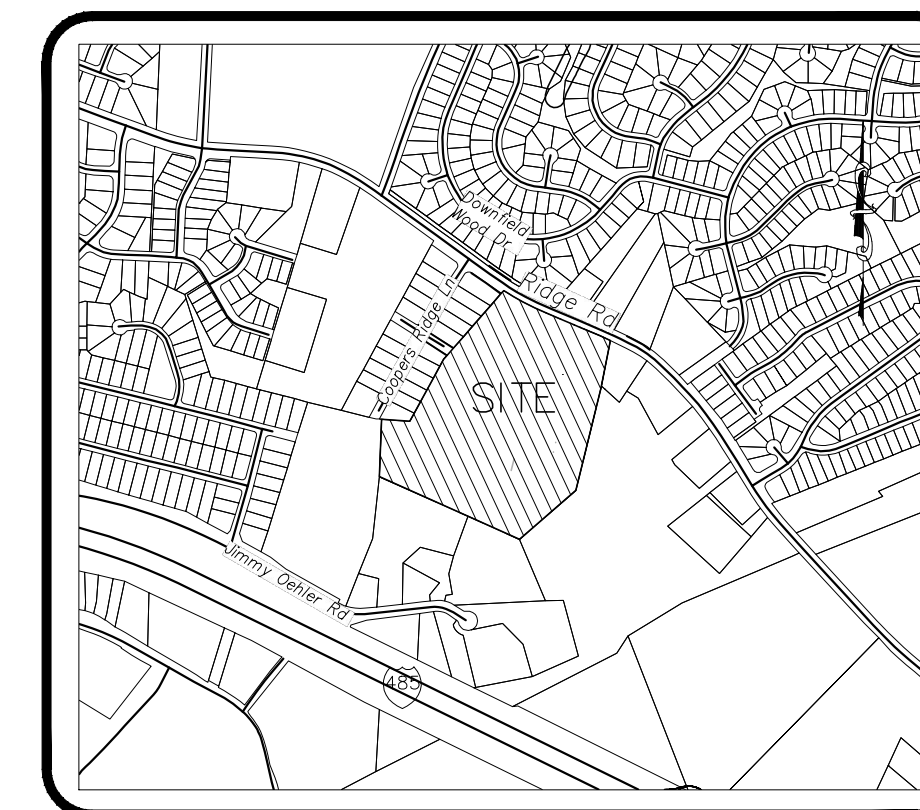 Downfield
Wood Dr
Ridge Rd
Coopers Ridge Ln
SITE
Jimmy Oehler Rd
485